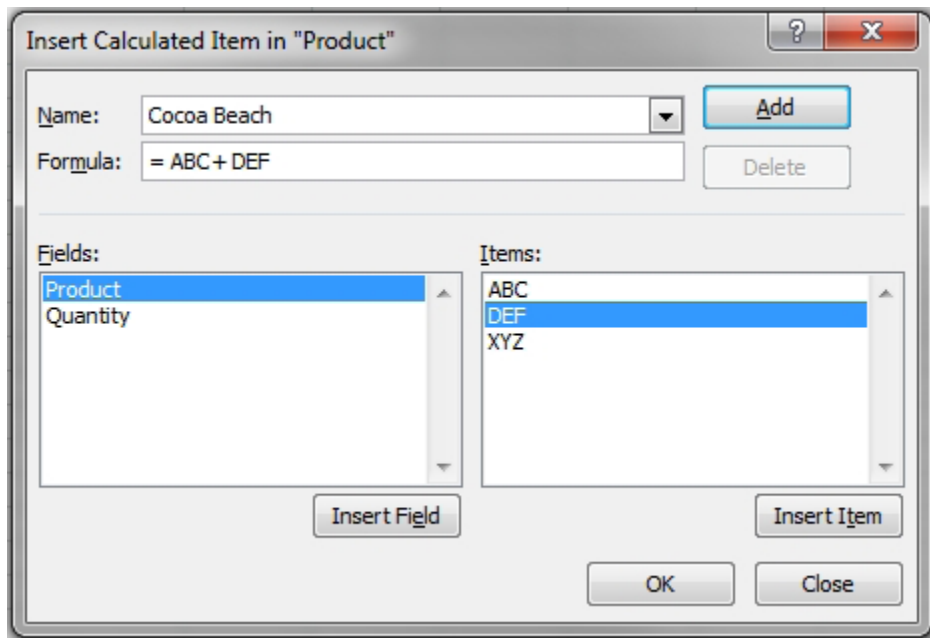 Insert Calculated Item in "Product"
?
X
Name: Cocoa Beach Add
Formula: = ABC+ DEF Delete
Fields: Items:
Product ABC
Quantity DEF
XYZ
Insert Field Insert Item
OK Close